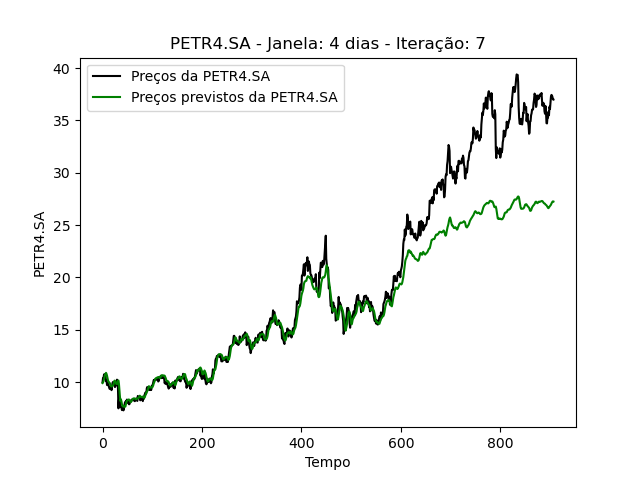 PETR4.SA - Janela: 4 dias - Iteração: 7
Preços da PETR4.SA
Preços previstos da PETR4.SA
40
35
30
25
20
15
10
PETR4.SA
0 200 400 600 800
Tempo